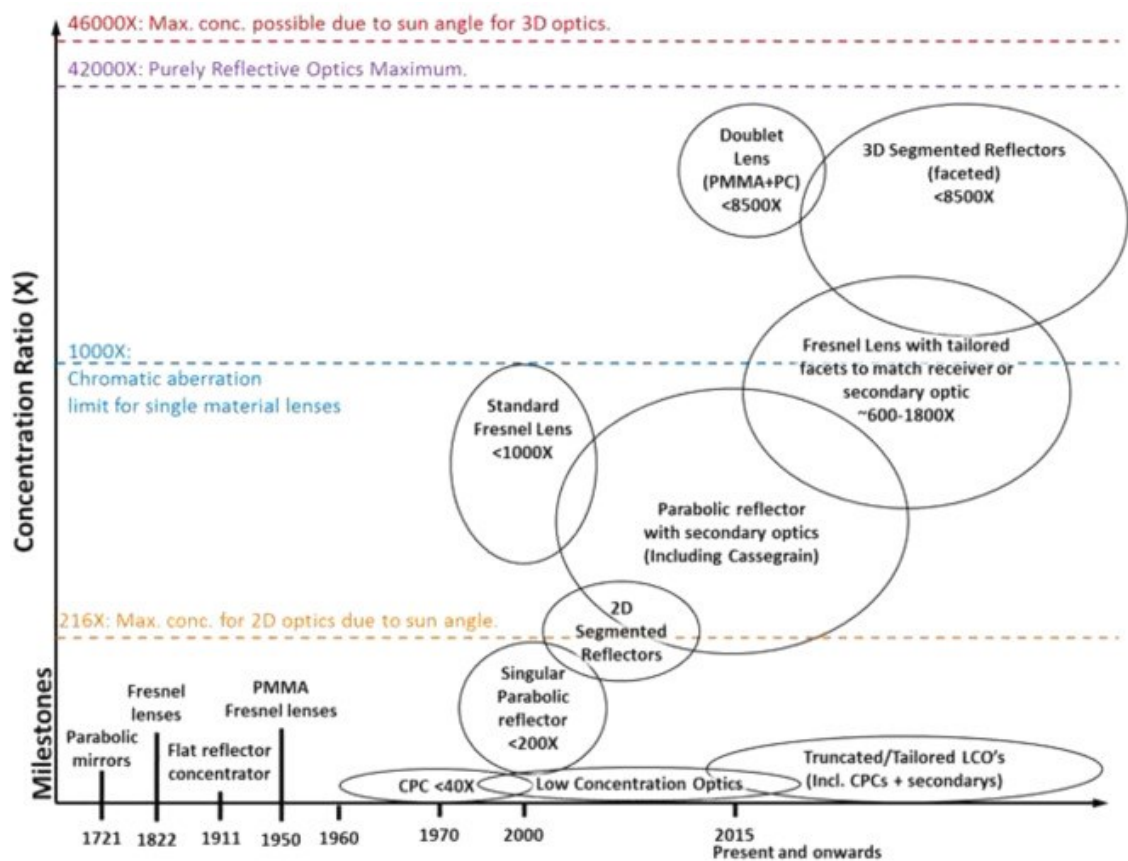 46000X: Max. conc. possible due to sun angle for 3D optics.
42000X: Purely Reflective Optics Maximum.
Doublet
Lens
(PMMA+PC)
<8500X
3D Segmented Reflectors
(faceted)
<8500X
Concentration Ratio (X)
1000X:
Chromatic aberration
limit for single material lenses
Fresnel Lens with tailored
facets to match receiver or
secondary optic
~600-1800X
Standard
Fresnel Lens
<1000X
Parabolic reflector
with secondary optics
(Including Cassegrain)
216X: Max. conc. for 2D optics due to sun angle.
2D
Segmented
Reflectors
Singular
Parabolic
reflector
<200X
Milestones
Parabolic
mirrors
Fresnel
lenses
Flat reflector
concentrator
PMMA
Fresnel lenses
CPC <40X
Low Concentration Optics
Truncated/Tailored LCO's
(Incl. CPCs + secondarys)
1721
1822
1911
1950
1960
1970
2000
2015
Present and onwards